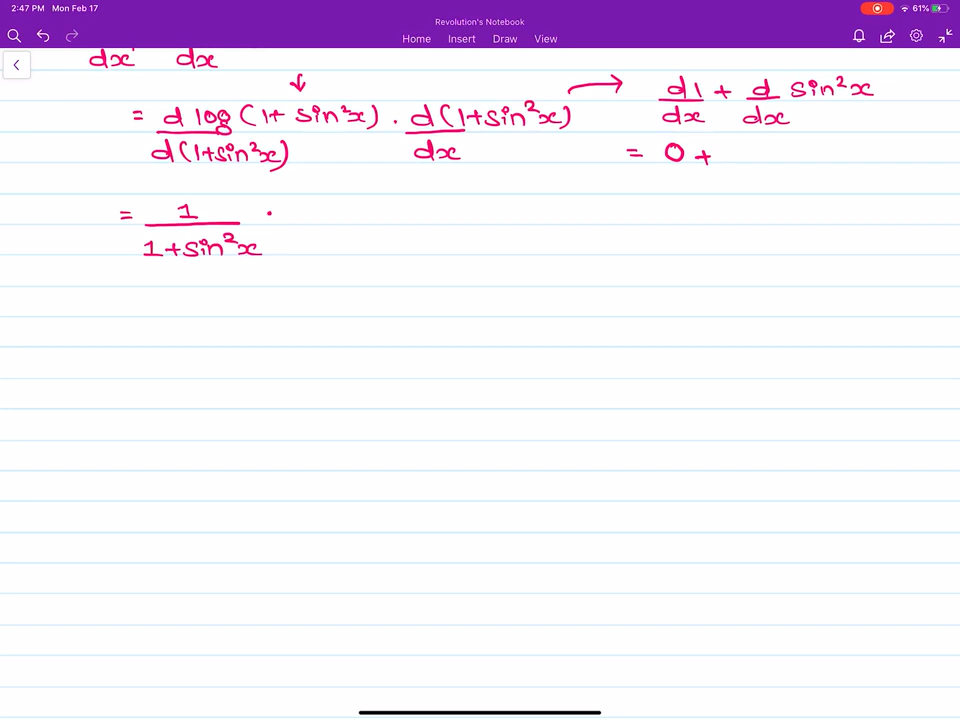 2:47 PM Mon Feb 17 61%
Revolution's Notebook
Home Insert Draw View
dx dx
= d log (1+ sin²x) . d (1+sin²x) → d1 + d sin²x
d(1+sin²x) dx dx dx
= 0 +
= 1 .
1+sin²x